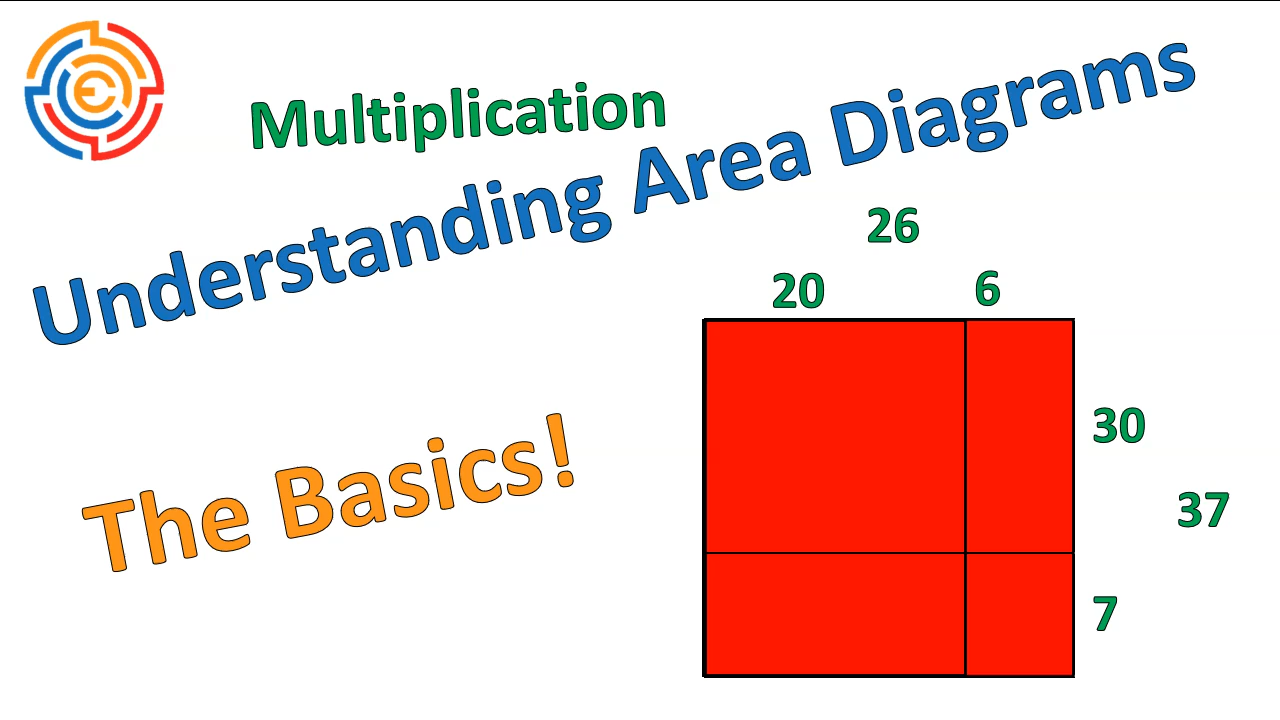 Multiplication
Understanding Area Diagrams
26
20 6
30
37
The Basics!
7